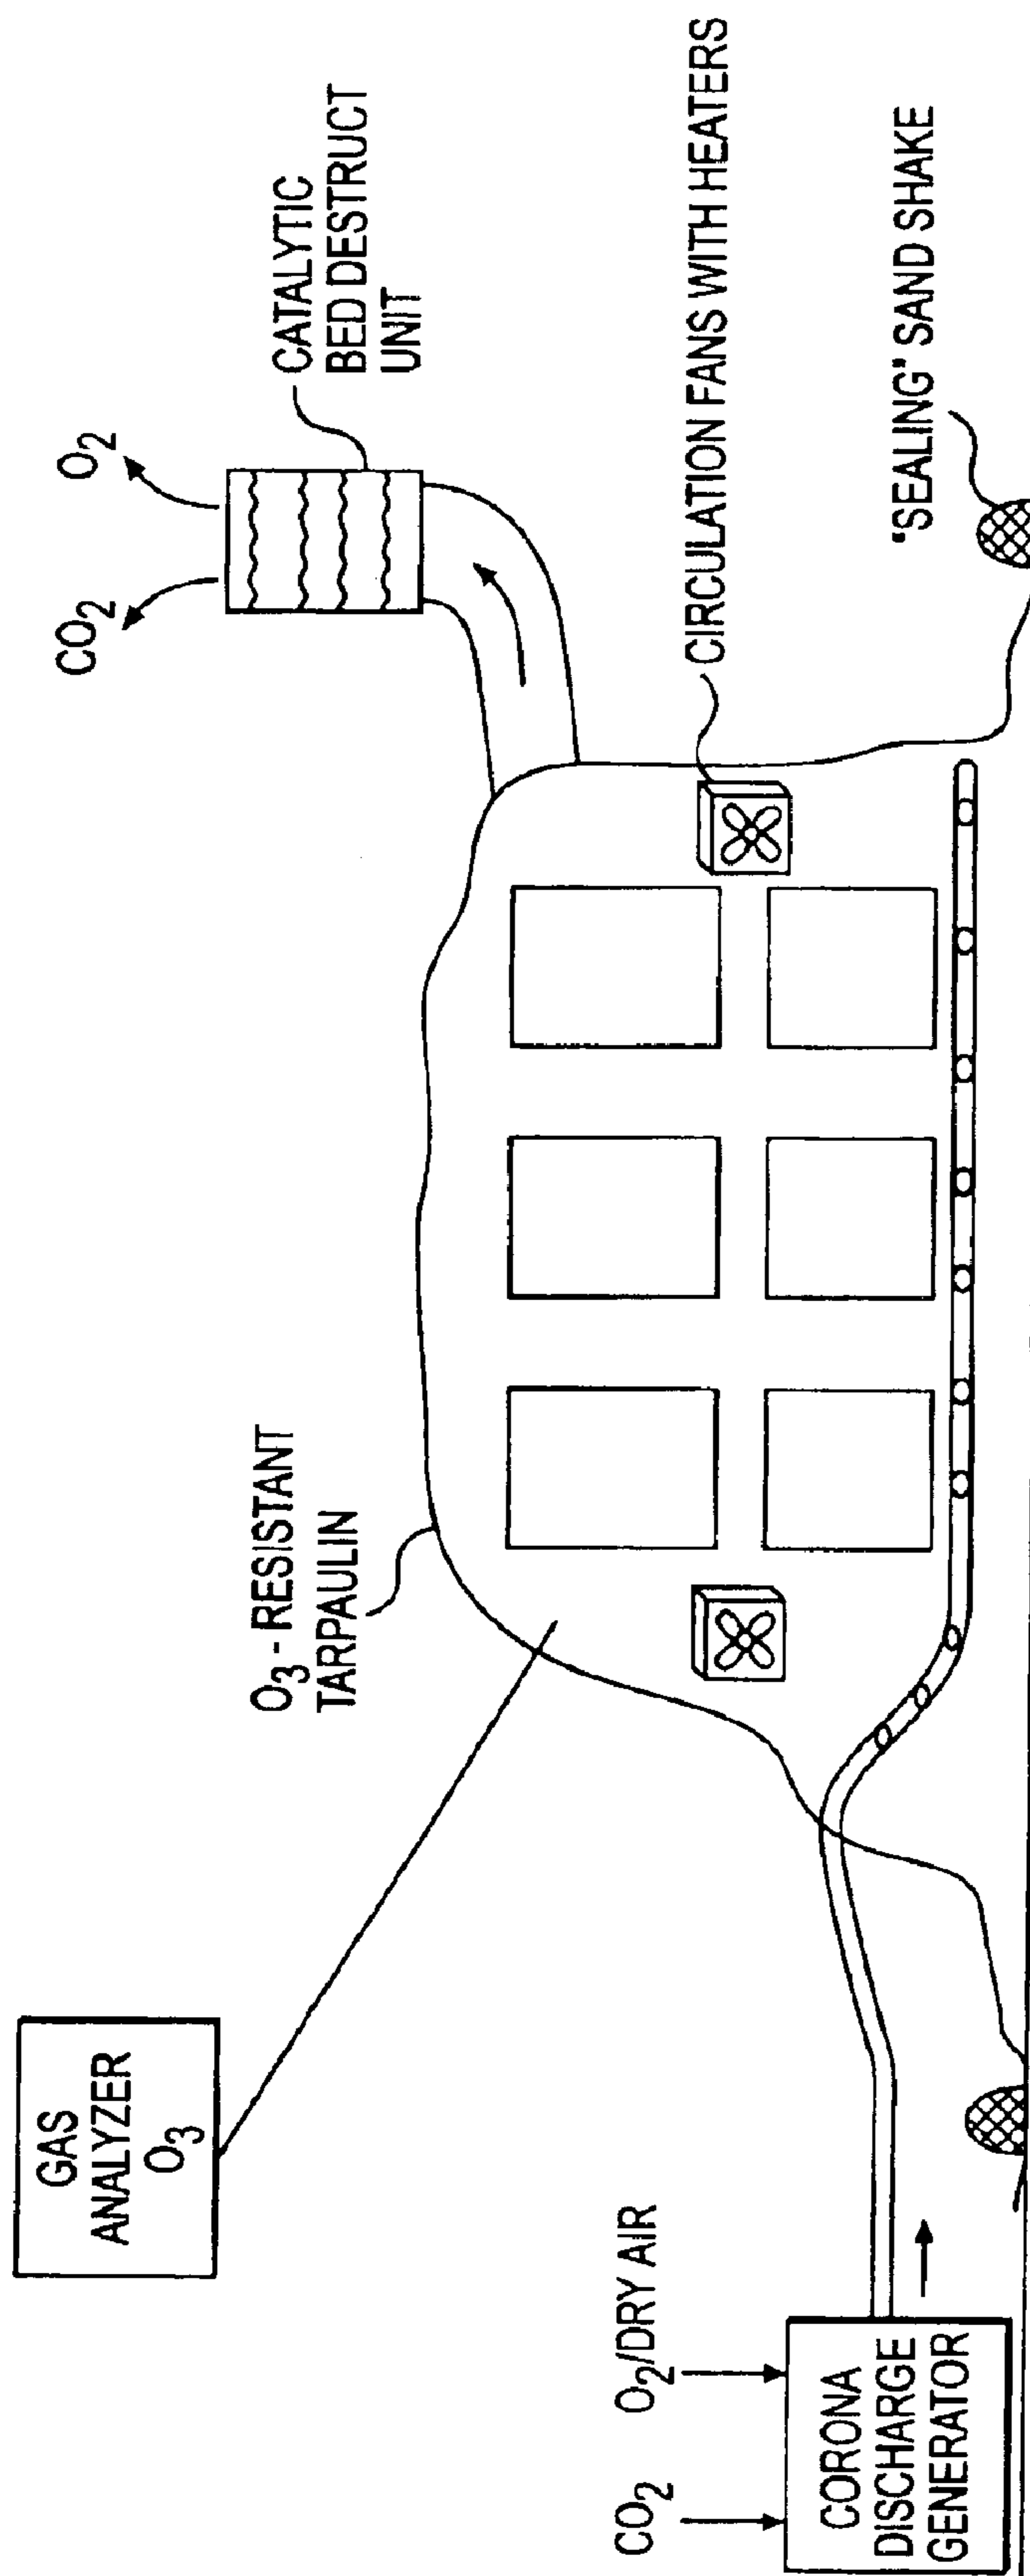 GAS
ANALYZER
O₃
O₃ - RESISTANT
TARPAULIN
CO₂
O₂
CATALYTIC
BED DESTRUCT
UNIT
CIRCULATION FANS WITH HEATERS
"SEALING" SAND SHAKE
CO₂
O₂/DRY AIR
CORONA
DISCHARGE
GENERATOR